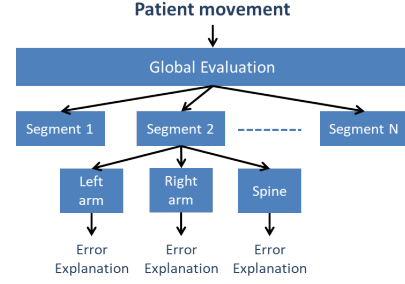 Patient movement
Global Evaluation
Segment 1
Segment 2
Segment N
Left
arm
Right
arm
Spine
Error
Explanation
Error
Explanation
Error
Explanation